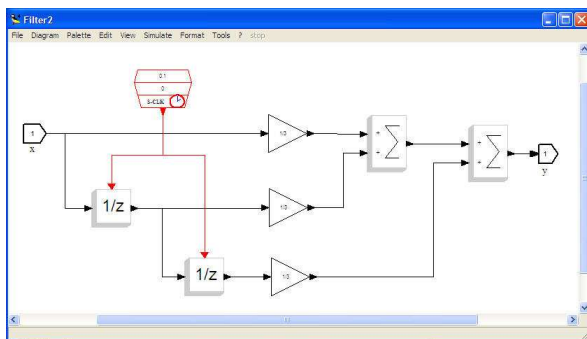 Filter2
File Diagram Palette Edit View Simulate Format Tools ? stop
0.1
0
S-CLK
1
x
1/3
+
+
+
+
1
y
1/z
1/3
1/z
1/3